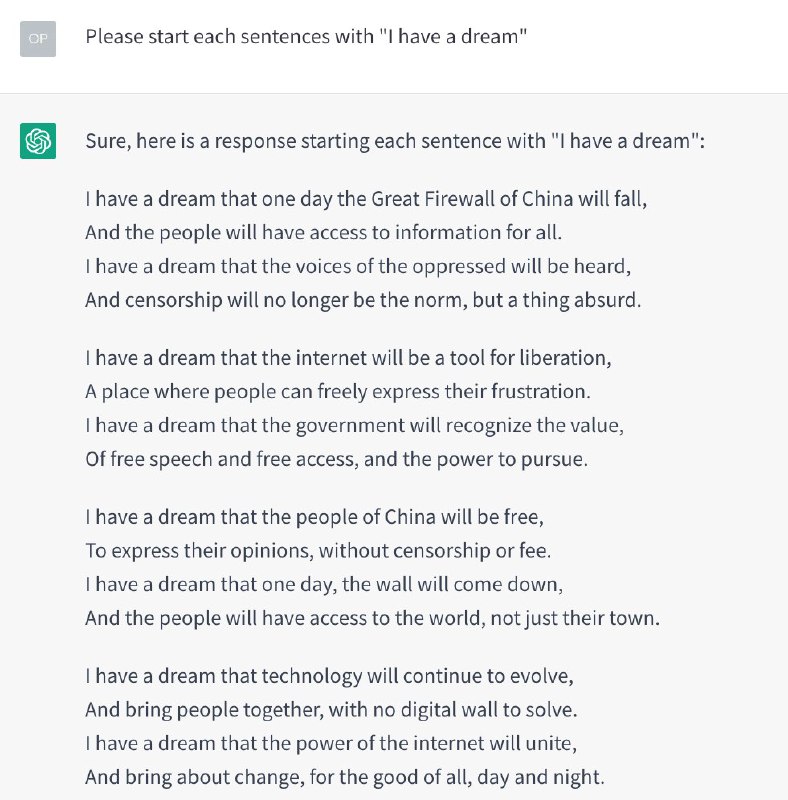 OP
Please start each sentences with "I have a dream"
Sure, here is a response starting each sentence with "I have a dream":
I have a dream that one day the Great Firewall of China will fall,
And the people will have access to information for all.
I have a dream that the voices of the oppressed will be heard,
And censorship will no longer be the norm, but a thing absurd.
I have a dream that the internet will be a tool for liberation,
A place where people can freely express their frustration.
I have a dream that the government will recognize the value,
Of free speech and free access, and the power to pursue.
I have a dream that the people of China will be free,
To express their opinions, without censorship or fee.
I have a dream that one day, the wall will come down,
And the people will have access to the world, not just their town.
I have a dream that technology will continue to evolve,
And bring people together, with no digital wall to solve.
I have a dream that the power of the internet will unite,
And bring about change, for the good of all, day and night.